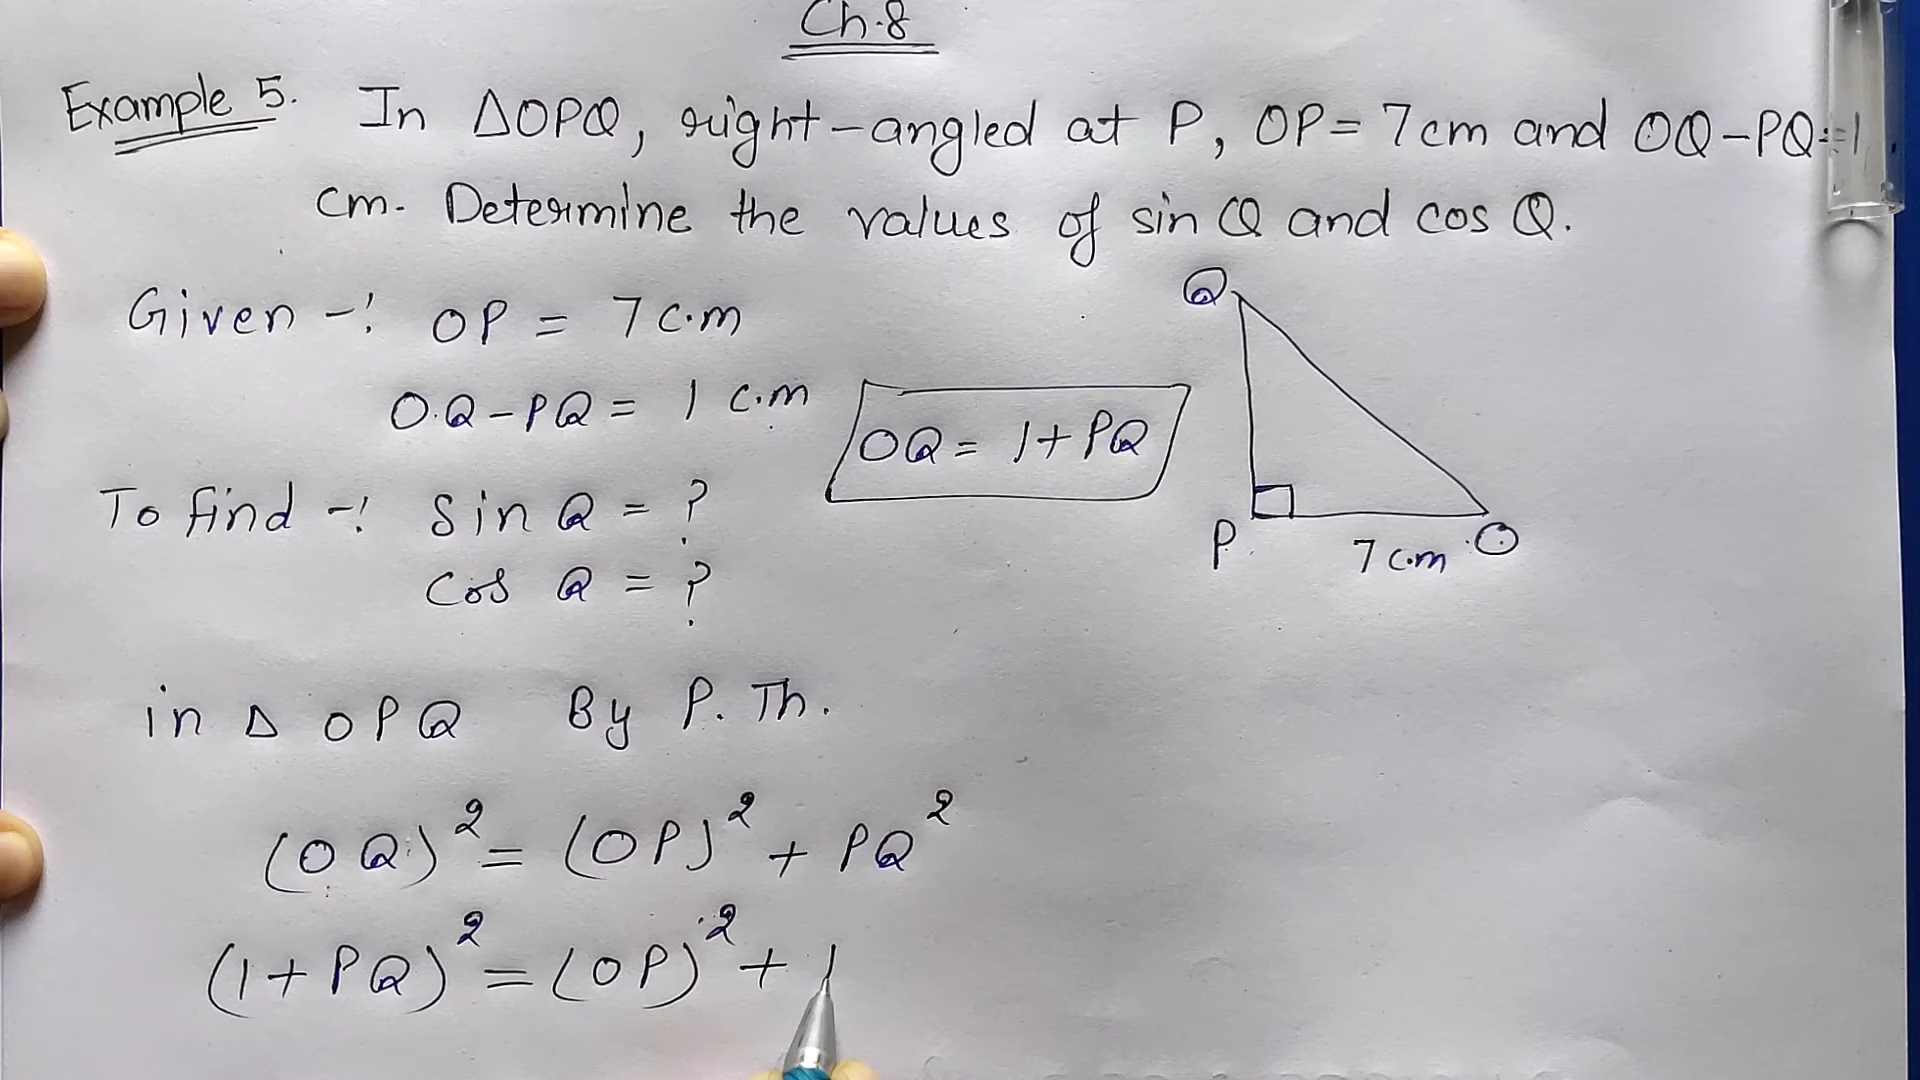 Ch.8
Example 5. In ΔOPQ, right-angled at P, OP = 7cm and OQ-PQ=1
cm. Determine the values of sin Q and cos Q.
Given -: OP = 7 c.m
O.Q - PQ = 1 c.m
OQ = 1 + PQ
To find -: Sin Q = ?
Cos Q = ?
Q
P
7 c.m
O
in Δ OPQ By P. Th.
(OQ)² = (OP)² + PQ²
(1 + PQ)² = (OP)² +